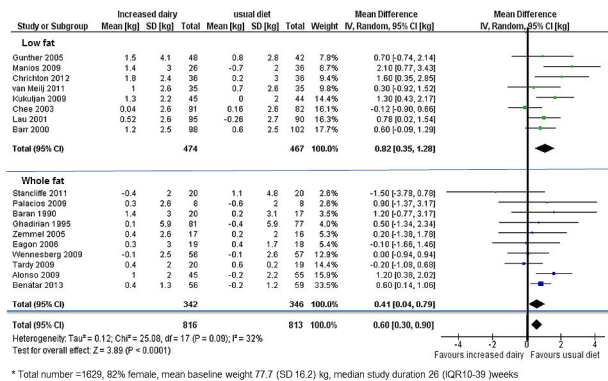 Increased dairy usual diet Mean Difference Mean Difference
Study or Subgroup Mean [kg] SD [kg] Total Mean [kg] SD [kg] Total Weight IV, Random, 95% CI [kg] IV, Random, 95% CI [kg]
Low fat
Gunther 2005 1.5 4.1 48 0.8 2.8 42 7.8% 0.70 [-0.74, 2.14]
Manios 2009 1.4 3 26 -0.7 2 36 7.7% 2.10 [0.77, 3.43]
Chrichton 2012 1.8 2.4 36 0.2 3 36 7.7% 1.60 [0.35, 2.85]
van Meilj 2011 1 2.6 35 0.7 2.6 35 7.7% 0.30 [-0.92, 1.52]
Kukuljan 2009 1.3 2.2 45 0 2 44 7.7% 1.30 [0.43, 2.17]
Chee 2003 0.04 2.6 91 0.16 2.6 82 7.7% -0.12 [-0.90, 0.66]
Lau 2001 0.52 2.6 95 -0.26 2.7 90 7.7% 0.78 [0.02, 1.54]
Barr 2000 1.2 2.5 98 0.6 2.5 102 7.7% 0.60 [-0.09, 1.29]
Total (95% CI) 474 467 100.0% 0.82 [0.35, 1.28]
Whole fat
Stancliffe 2011 -0.4 2 20 1.1 4.8 20 2.6% -1.50 [-3.78, 0.78]
Palacios 2009 0.3 2.6 8 -0.6 2 8 2.6% 0.90 [-1.37, 3.17]
Baran 1990 1.4 3 20 0.2 3.1 17 2.6% 1.20 [-0.77, 3.17]
Ghadirian 1995 0.1 5.9 81 -0.4 5.9 77 4.2% 0.50 [-1.34, 2.34]
Zemmel 2005 0.4 2.6 17 0.2 2 16 5.6% 0.20 [-1.38, 1.78]
Eagon 2006 0.3 3 19 0.4 1.7 18 5.6% -0.10 [-1.66, 1.46]
Wennesberg 2009 -0.1 2.5 56 -0.1 2.6 57 14.2% 0.00 [-0.94, 0.94]
Tardy 2009 0.4 2 20 0.6 0.2 19 14.2% -0.20 [-1.08, 0.68]
Alonso 2009 1 2 45 -0.2 2.2 55 14.9% 1.20 [0.38, 2.02]
Benatar 2013 0.4 1.3 56 -0.2 1.2 59 33.5% 0.60 [0.14, 1.06]
Total (95% CI) 342 346 100.0% 0.41 [0.04, 0.79]
Total (95% CI) 816 813 100.0% 0.60 [0.30, 0.90]
Heterogeneity: Tau² = 0.12; Chi² = 25.08, df = 17 (P = 0.09); I² = 32%
Test for overall effect: Z = 3.89 (P < 0.0001)
-4 -2 0 2 4
Favours increased dairy Favours usual diet
* Total number =1629, 82% female, mean baseline weight 77.7 (SD 16.2) kg, median study duration 26 (IQR10-39 )weeks